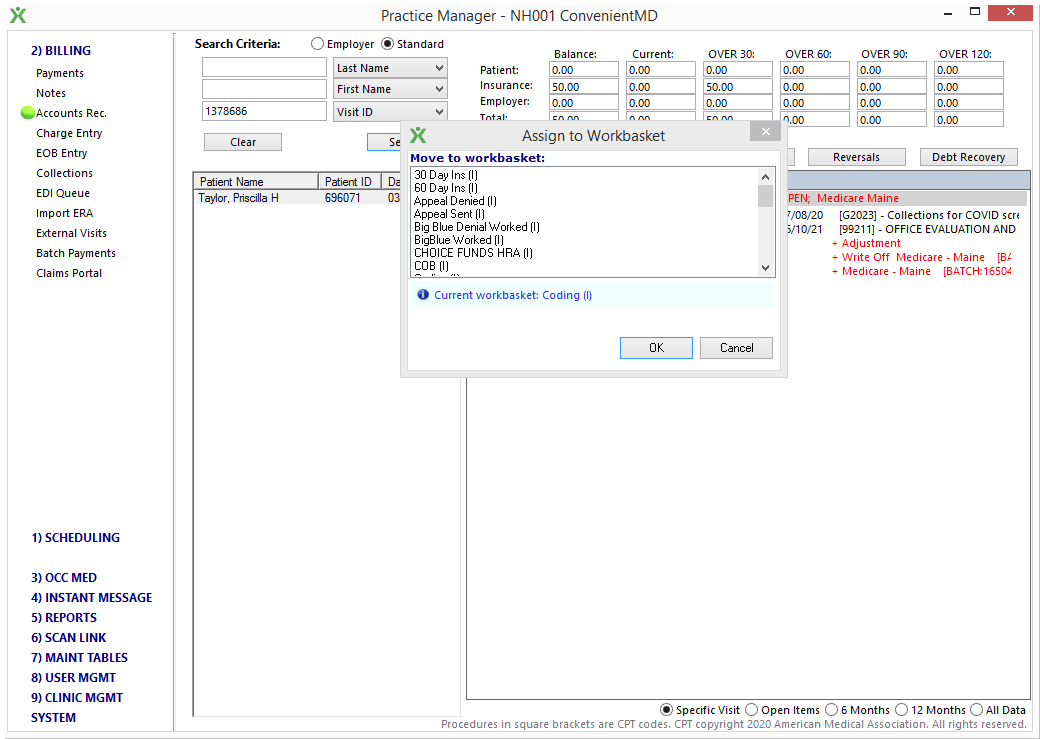 Practice Manager - NH001 ConvenientMD
2) BILLING
Payments
Notes
Accounts Rec.
Charge Entry
EOB Entry
Collections
EDI Queue
Import ERA
External Visits
Batch Payments
Claims Portal
1) SCHEDULING
3) OCC MED
4) INSTANT MESSAGE
5) REPORTS
6) SCAN LINK
7) MAINT TABLES
8) USER MGMT
9) CLINIC MGMT
SYSTEM
Search Criteria: Employer Standard
Last Name
First Name
1378686 Visit ID
Clear Se
Balance: Current: OVER 30: OVER 60: OVER 90: OVER 120:
Patient: 0.00 0.00 0.00 0.00 0.00 0.00
Insurance: 50.00 0.00 50.00 0.00 0.00 0.00
Employer: 0.00 0.00 0.00 0.00 0.00 0.00
Total: 50.00 0.00 50.00 0.00 0.00 0.00
Reversals Debt Recovery
Patient Name Patient ID Da
Taylor, Priscilla H 696071 03
Assign to Workbasket
Move to workbasket:
30 Day Ins (I)
60 Day Ins (I)
Appeal Denied (I)
Appeal Sent (I)
Big Blue Denial Worked (I)
BigBlue Worked (I)
CHOICE FUNDS HRA (I)
COB (I)
Coding (I)
Current workbasket: Coding (I)
OK Cancel
PEN; Medicare Maine
7/08/20 [G2023] - Collections for COVID scre
/10/21 [99211] - OFFICE EVALUATION AND
+ Adjustment
+ Write Off Medicare - Maine [BA
+ Medicare - Maine [BATCH:16504
Specific Visit Open Items 6 Months 12 Months All Data
Procedures in square brackets are CPT codes. CPT copyright 2020 American Medical Association. All rights reserved.